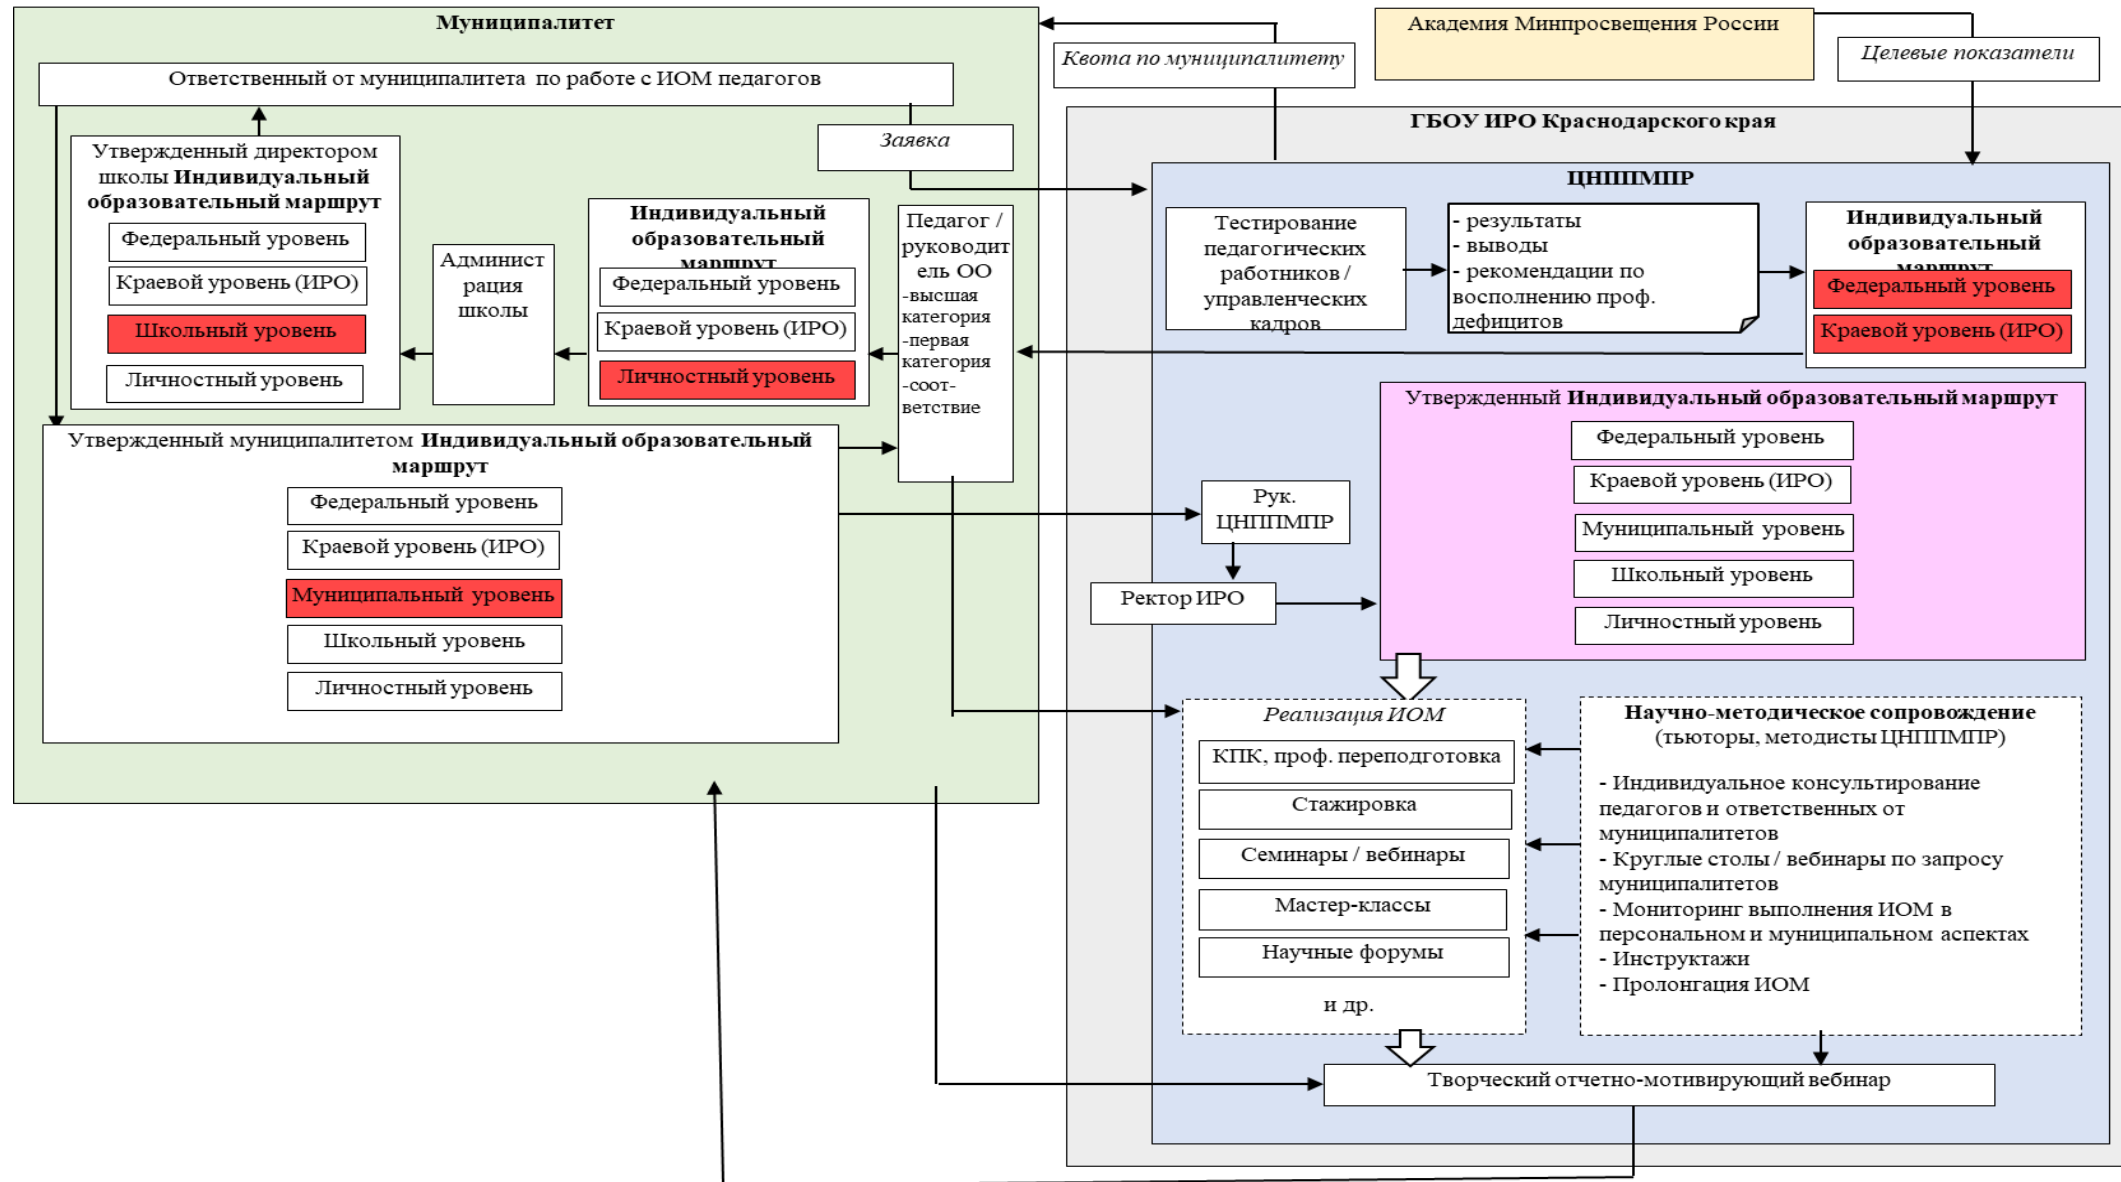 Муниципалитет
Ответственный от муниципалитета по работе с ИОМ педагогов
Заявка
Утвержденный директором
школы Индивидуальный
образовательный маршрут
Федеральный уровень
Краевой уровень (ИРО)
Школьный уровень
Личностный уровень
Админист
рация
школы
Индивидуальный
образовательный
маршрут
Федеральный уровень
Краевой уровень (ИРО)
Личностный уровень
Педагог /
руководит
ель ОО
-высшая
категория
-первая
категория
-соот-
ветствие
Утвержденный муниципалитетом Индивидуальный образовательный
маршрут
Федеральный уровень
Краевой уровень (ИРО)
Муниципальный уровень
Школьный уровень
Личностный уровень
Квота по муниципалитету
Академия Минпросвещения России
Целевые показатели
ГБОУ ИРО Краснодарского края
ЦНППМПР
Тестирование
педагогических
работников /
управленческих
кадров
- результаты
- выводы
- рекомендации по
восполнению проф.
дефицитов
Индивидуальный
образовательный
маршрут
Федеральный уровень
Краевой уровень (ИРО)
Утвержденный Индивидуальный образовательный маршрут
Федеральный уровень
Краевой уровень (ИРО)
Муниципальный уровень
Школьный уровень
Личностный уровень
Рук.
ЦНППМПР
Ректор ИРО
Реализация ИОМ
КПК, проф. переподготовка
Стажировка
Семинары / вебинары
Мастер-классы
Научные форумы
и др.
Научно-методическое сопровождение
(тьюторы, методисты ЦНППМПР)
- Индивидуальное консультирование
педагогов и ответственных от
муниципалитетов
- Круглые столы / вебинары по запросу
муниципалитетов
- Мониторинг выполнения ИОМ в
персональном и муниципальном аспектах
- Инструктажи
- Пролонгация ИОМ
Творческий отчетно-мотивирующий вебинар